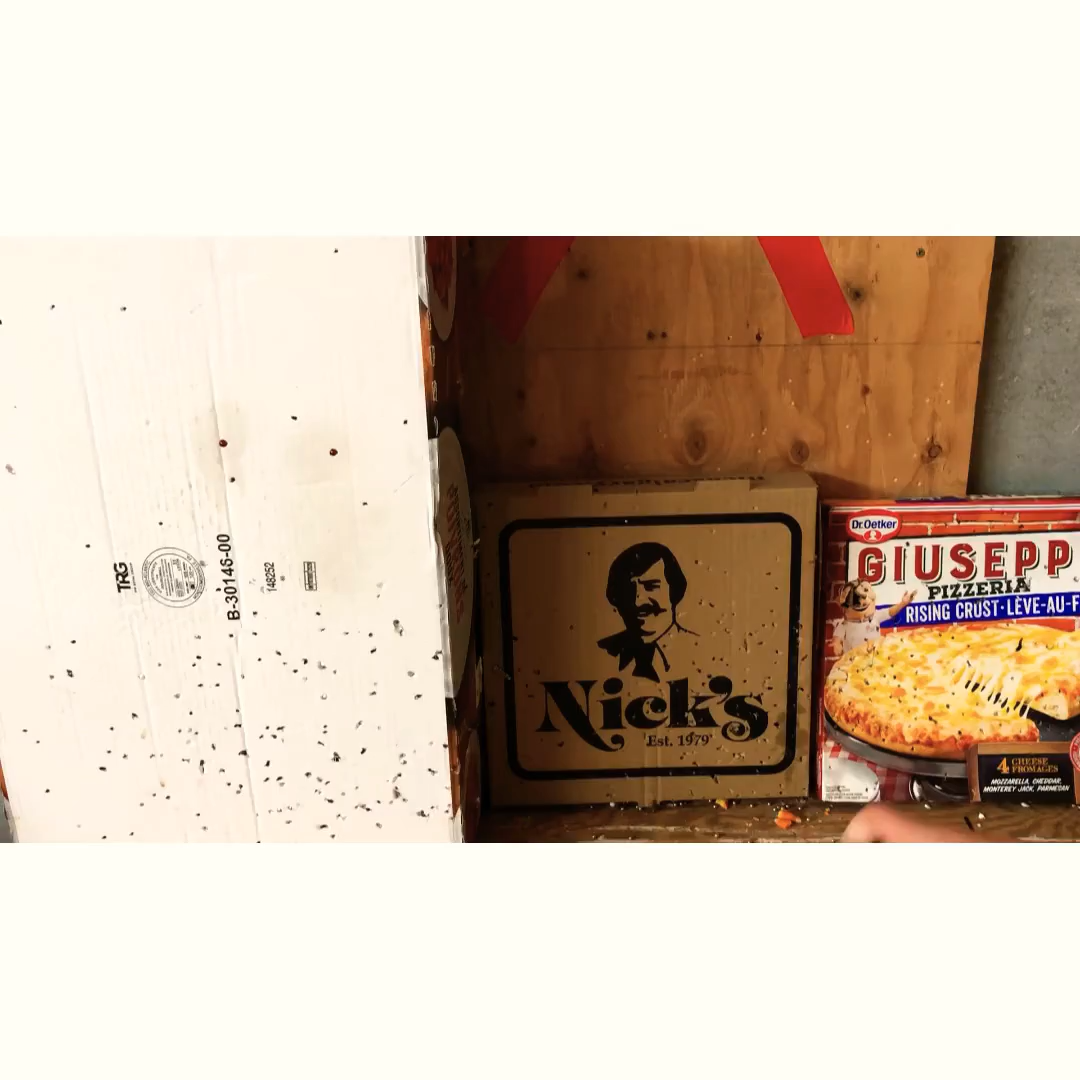 TRG
B-30146-00
148252
Nick's
Est. 1979
Dr. Oetker
GIUSEPP
PIZZERIA
RISING CRUST · LÈVE-AU-F
4 CHEESE
FROMAGES
MOZZARELLA, CHEDDAR,
MONTEREY JACK, PARMESAN